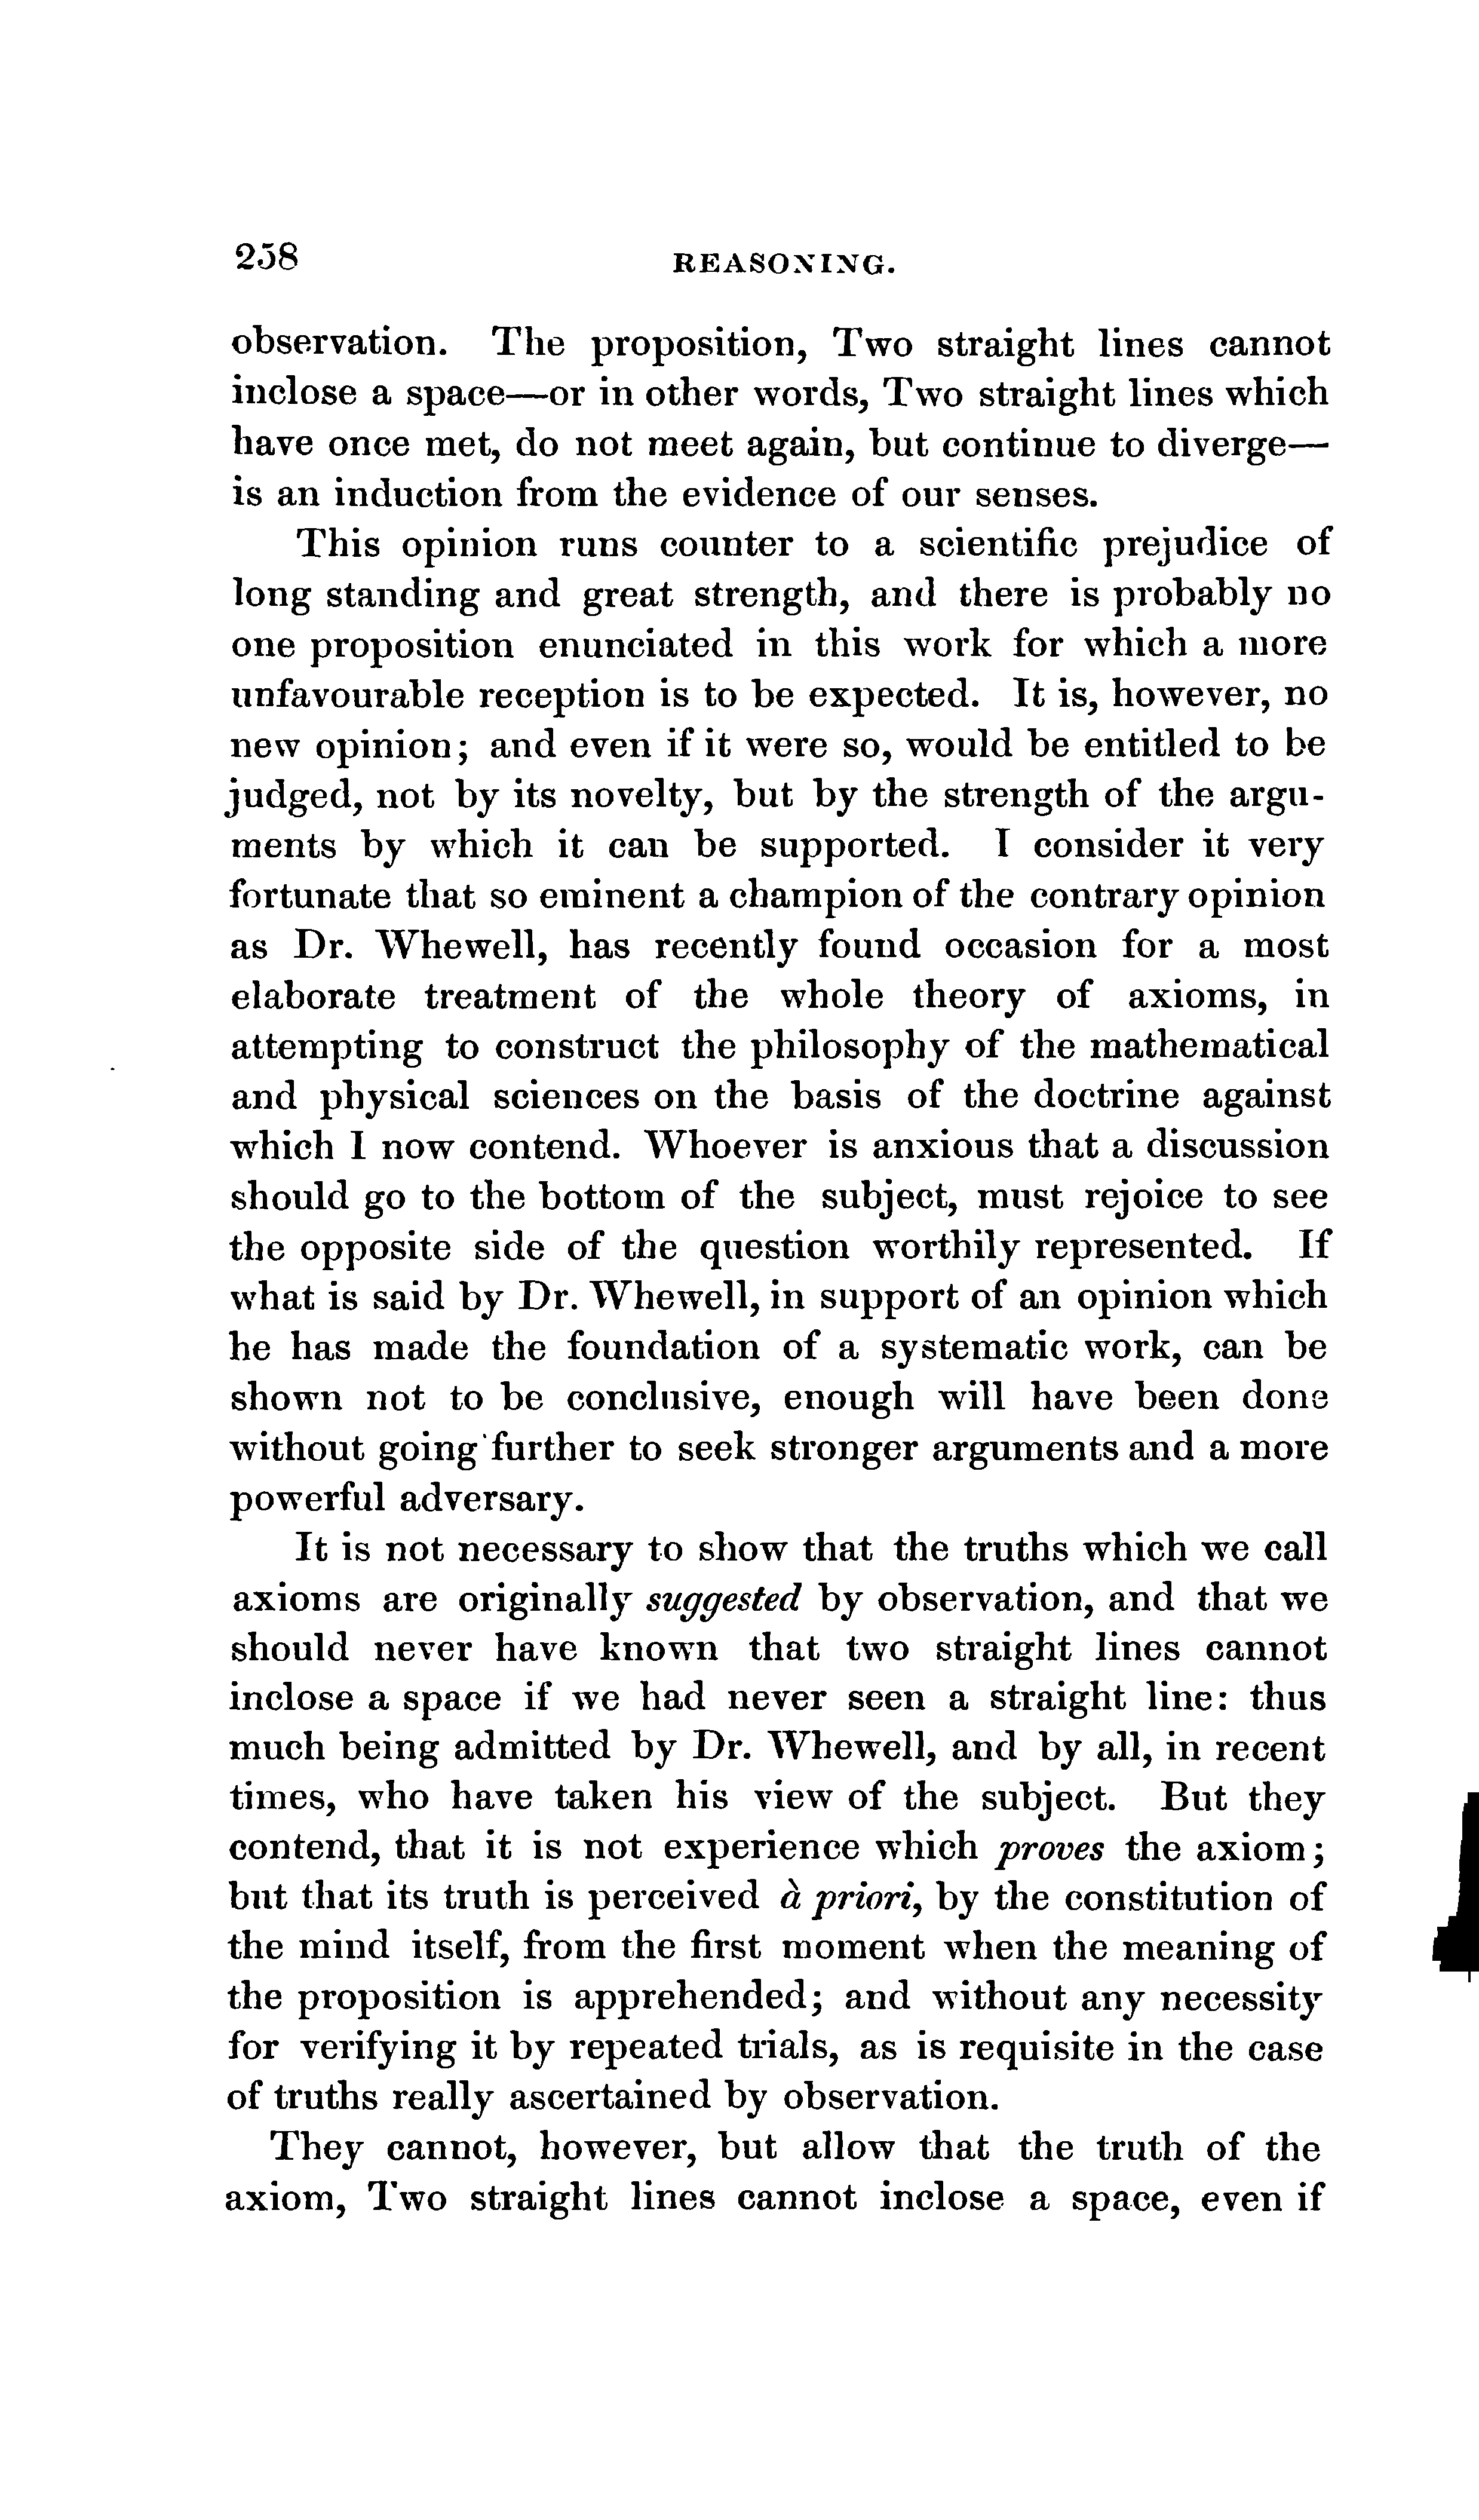 258
REASONING.
observation. The proposition, Two straight lines cannot
inclose a space—or in other words, Two straight lines which
have once met, do not meet again, but continue to diverge—
is an induction from the evidence of our senses.
This opinion runs counter to a scientific prejudice of
long standing and great strength, and there is probably no
one proposition enunciated in this work for which a more
unfavourable reception is to be expected. It is, however, no
new opinion; and even if it were so, would be entitled to be
judged, not by its novelty, but by the strength of the argu-
ments by which it can be supported. I consider it very
fortunate that so eminent a champion of the contrary opinion
as Dr. Whewell, has recently found occasion for a most
elaborate treatment of the whole theory of axioms, in
attempting to construct the philosophy of the mathematical
and physical sciences on the basis of the doctrine against
which I now contend. Whoever is anxious that a discussion
should go to the bottom of the subject, must rejoice to see
the opposite side of the question worthily represented. If
what is said by Dr. Whewell, in support of an opinion which
he has made the foundation of a systematic work, can be
shown not to be conclusive, enough will have been done
without going further to seek stronger arguments and a more
powerful adversary.
It is not necessary to show that the truths which we call
axioms are originally suggested by observation, and that we
should never have known that two straight lines cannot
inclose a space if we had never seen a straight line: thus
much being admitted by Dr. Whewell, and by all, in recent
times, who have taken his view of the subject. But they
contend, that it is not experience which proves the axiom;
but that its truth is perceived à priori, by the constitution of
the mind itself, from the first moment when the meaning of
the proposition is apprehended; and without any necessity
for verifying it by repeated trials, as is requisite in the case
of truths really ascertained by observation.
They cannot, however, but allow that the truth of the
axiom, Two straight lines cannot inclose a space, even if